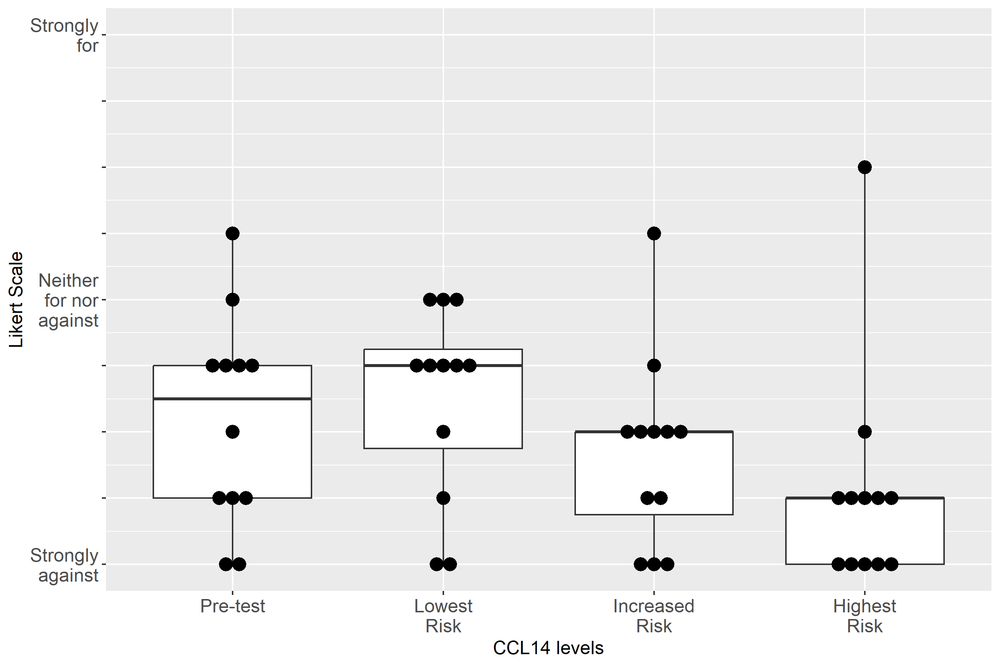 Strongly
for
Neither
for nor
against
Strongly
against
Likert Scale
Pre-test
Lowest
Risk
Increased
Risk
Highest
Risk
CCL14 levels